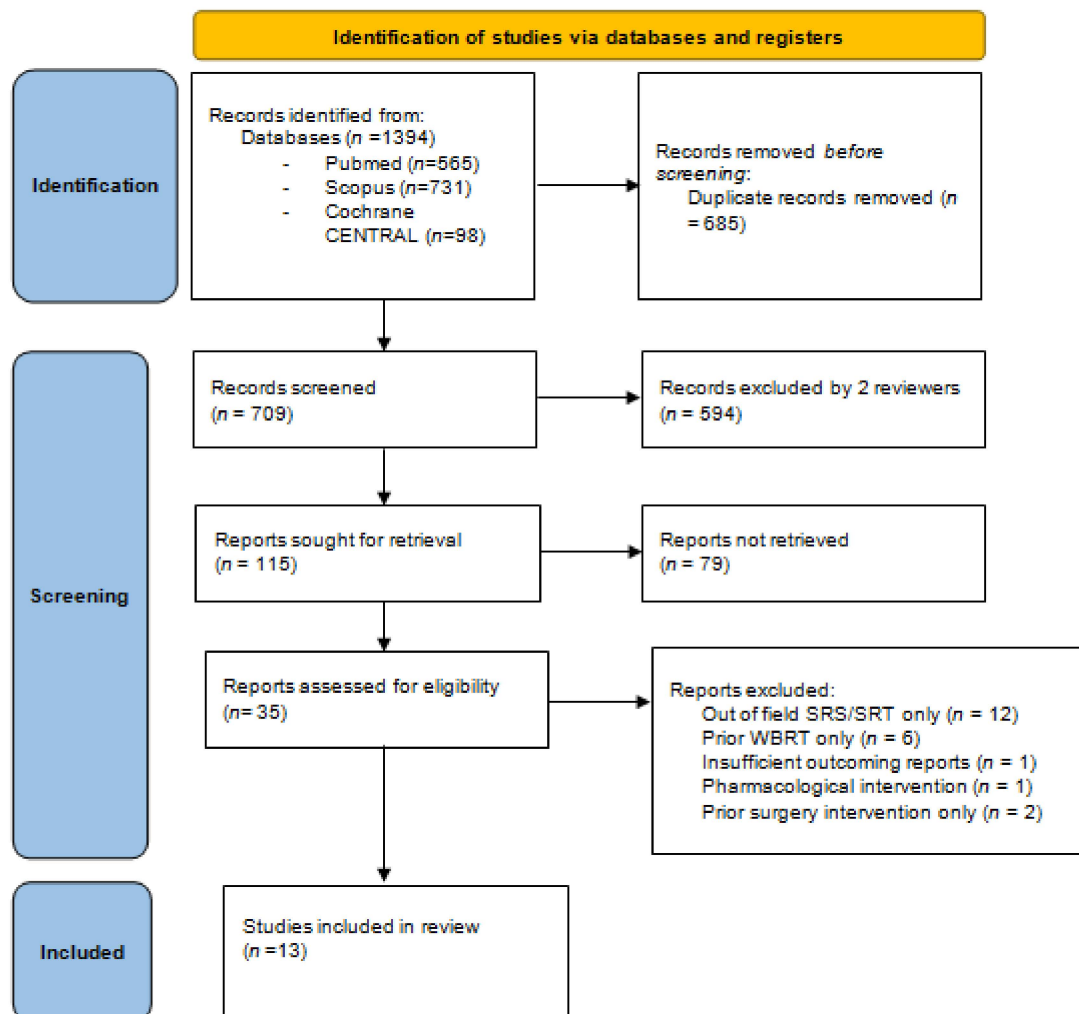 Identification of studies via databases and registers
Identification
Records identified from:
Databases (n =1394)
- Pubmed (n=565)
- Scopus (n=731)
- Cochrane
CENTRAL (n=98)
Records removed before
screening:
Duplicate records removed (n
= 685)
Screening
Records screened
(n = 709)
Records excluded by 2 reviewers
(n = 594)
Reports sought for retrieval
(n = 115)
Reports not retrieved
(n = 79)
Reports assessed for eligibility
(n= 35)
Reports excluded:
Out of field SRS/SRT only (n = 12)
Prior WBRT only (n = 6)
Insufficient outcoming reports (n = 1)
Pharmacological intervention (n = 1)
Prior surgery intervention only (n = 2)
Included
Studies included in review
(n =13)